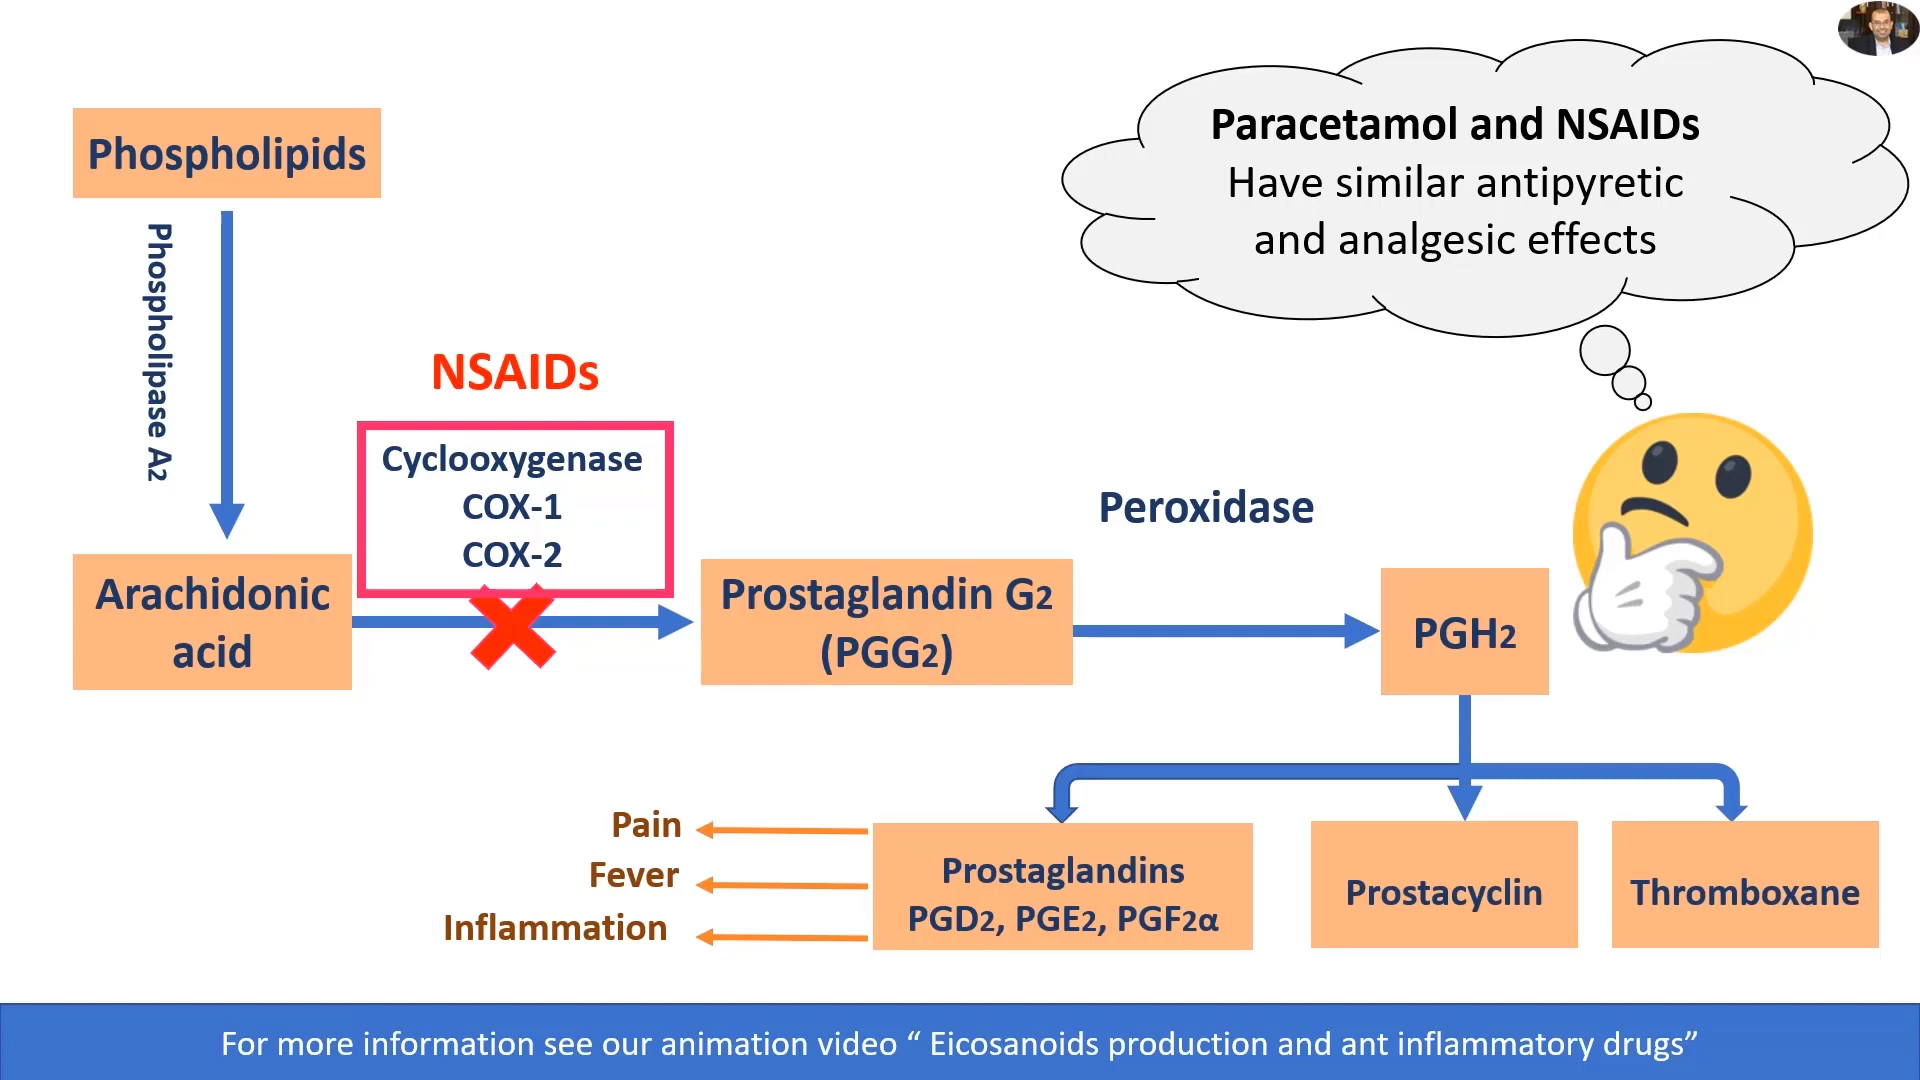 Paracetamol and NSAIDs
Have similar antipyretic
and analgesic effects
Phospholipids
Phospholipase A2
NSAIDs
Cyclooxygenase
COX-1
COX-2
Peroxidase
Arachidonic
acid
Prostaglandin G2
(PGG2)
PGH2
Pain
Fever
Inflammation
Prostaglandins
PGD2, PGE2, PGF2α
Prostacyclin
Thromboxane
For more information see our animation video “ Eicosanoids production and ant inflammatory drugs”